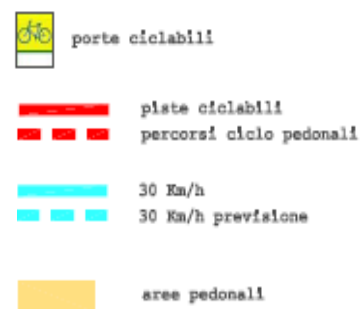 porte ciclabili
piste ciclabili
percorsi ciclo pedonali
30 Km/h
30 Km/h previsione
aree pedonali